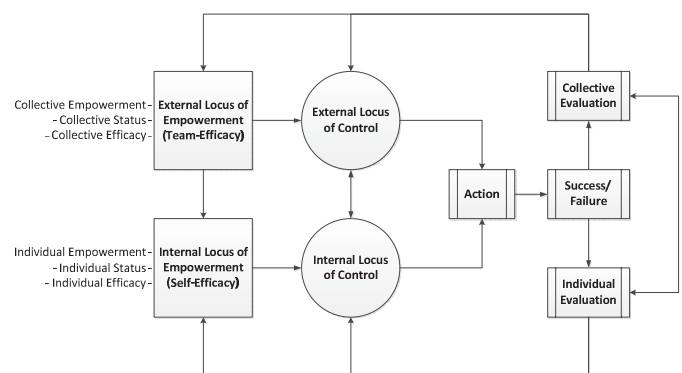 Collective Empowerment-
- Collective Status-
- Collective Efficacy-
External Locus of
Empowerment
(Team-Efficacy)
External Locus
of Control
Collective
Evaluation
Action
Success/
Failure
Individual Empowerment-
- Individual Status-
- Individual Efficacy-
Internal Locus of
Empowerment
(Self-Efficacy)
Internal Locus
of Control
Individual
Evaluation